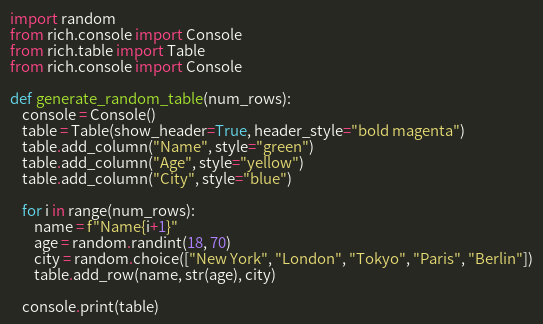 import random
from rich.console import Console
from rich.table import Table
from rich.console import Console

def generate_random_table(num_rows):
    console = Console()
    table = Table(show_header=True, header_style="bold magenta")
    table.add_column("Name", style="green")
    table.add_column("Age", style="yellow")
    table.add_column("City", style="blue")

    for i in range(num_rows):
        name = f"Name{i+1}"
        age = random.randint(18, 70)
        city = random.choice(["New York", "London", "Tokyo", "Paris", "Berlin"])
        table.add_row(name, str(age), city)

    console.print(table)